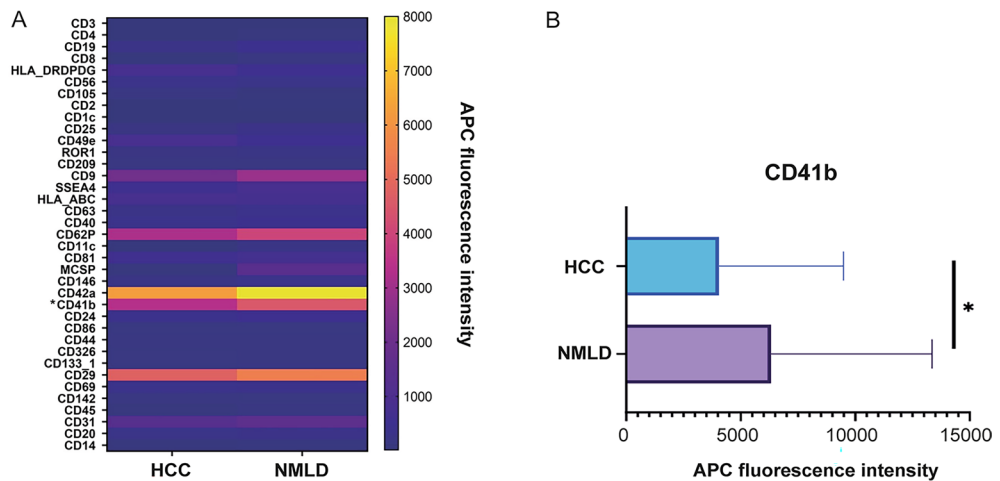 A
CD3
CD4
CD19
CD8
HLA_DRDPDG
CD56
CD105
CD2
CD1c
CD25
CD49e
ROR1
CD209
CD9
SSEA4
HLA_ABC
CD63
CD40
CD62P
CD11c
CD81
MCSP
CD146
CD42a
*CD41b
CD24
CD86
CD44
CD326
CD133_1
CD29
CD69
CD142
CD45
CD31
CD20
CD14
HCC NMLD
8000
7000
6000
5000
4000
3000
2000
1000
APC fluorescence intensity
B
CD41b
HCC
NMLD
*
0 5000 10000 15000
APC fluorescence intensity